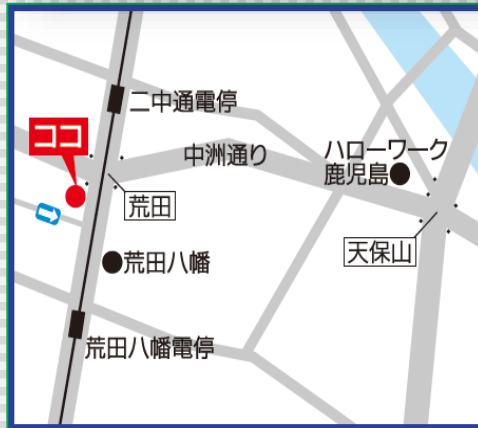 二中通電停
ココ
中洲通り
ハローワーク
鹿児島
荒田
天保山
荒田八幡
荒田八幡電停